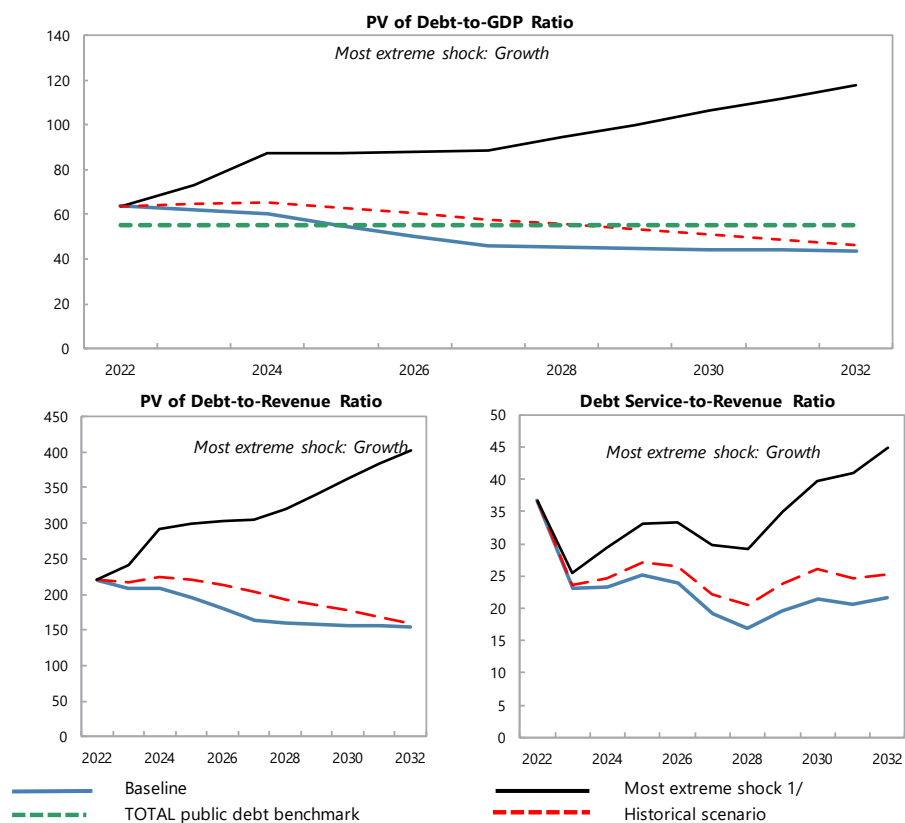 PV of Debt-to-GDP Ratio
Most extreme shock: Growth
140
120
100
80
60
40
20
0
2022 2024 2026 2028 2030 2032
PV of Debt-to-Revenue Ratio
Most extreme shock: Growth
450
400
350
300
250
200
150
100
50
0
2022 2024 2026 2028 2030 2032
Debt Service-to-Revenue Ratio
Most extreme shock: Growth
50
45
40
35
30
25
20
15
10
5
0
2022 2024 2026 2028 2030 2032
Baseline
Most extreme shock 1/
TOTAL public debt benchmark
Historical scenario